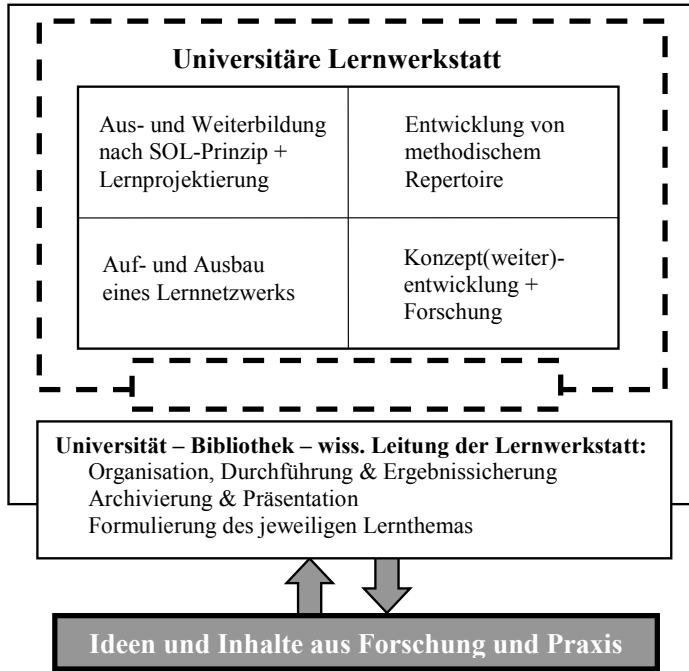 Universitäre Lernwerkstatt
Aus- und Weiterbildung
nach SOL-Prinzip +
Lernprojektierung
Entwicklung von
methodischem
Repertoire
Auf- und Ausbau
eines Lernnetzwerks
Konzept(weiter)-
entwicklung +
Forschung
Universität – Bibliothek – wiss. Leitung der Lernwerkstatt:
Organisation, Durchführung & Ergebnissicherung
Archivierung & Präsentation
Formulierung des jeweiligen Lernthemas
Ideen und Inhalte aus Forschung und Praxis